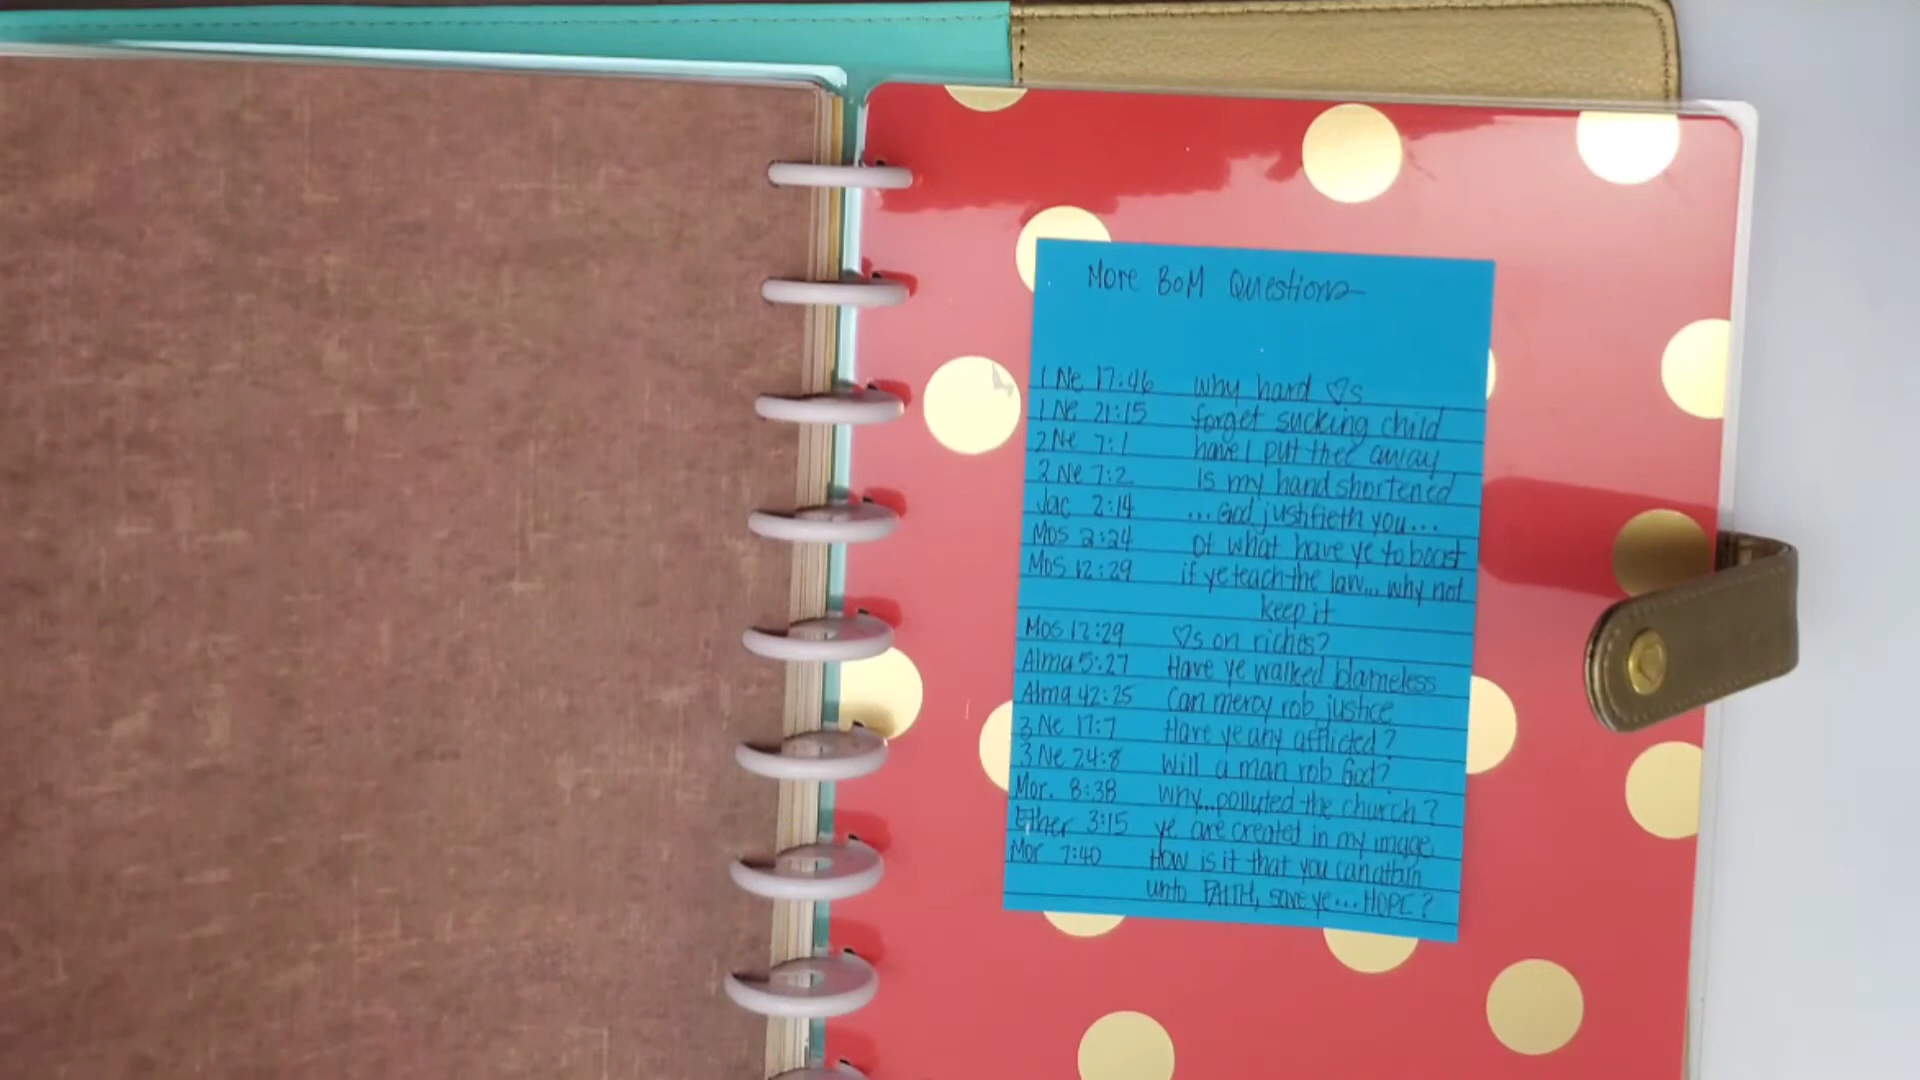 More BoM Questions
1 Ne 17:46 why hard ♡s
1 Ne 21:15 forget sucking child
2 Ne 7:1 have I put thee away
2 Ne 7:2 Is my hand shortened
Jac 2:14 ... God justifieth you...
Mos 2:24 of what have ye to boast
Mos 12:29 if ye teach the law... why not
keep it
Mos 12:29 ♡s on riches?
Alma 5:27 Have ye walked blameless
Alma 42:25 Can mercy rob justice
3 Ne 17:7 Have ye any afflicted?
3 Ne 24:8 Will a man rob God?
Mor. 8:38 why...polluted the church?
Ether 3:15 ye are created in my image
Mor 7:40 How is it that you can attain
unto FAITH, save ye... HOPE?